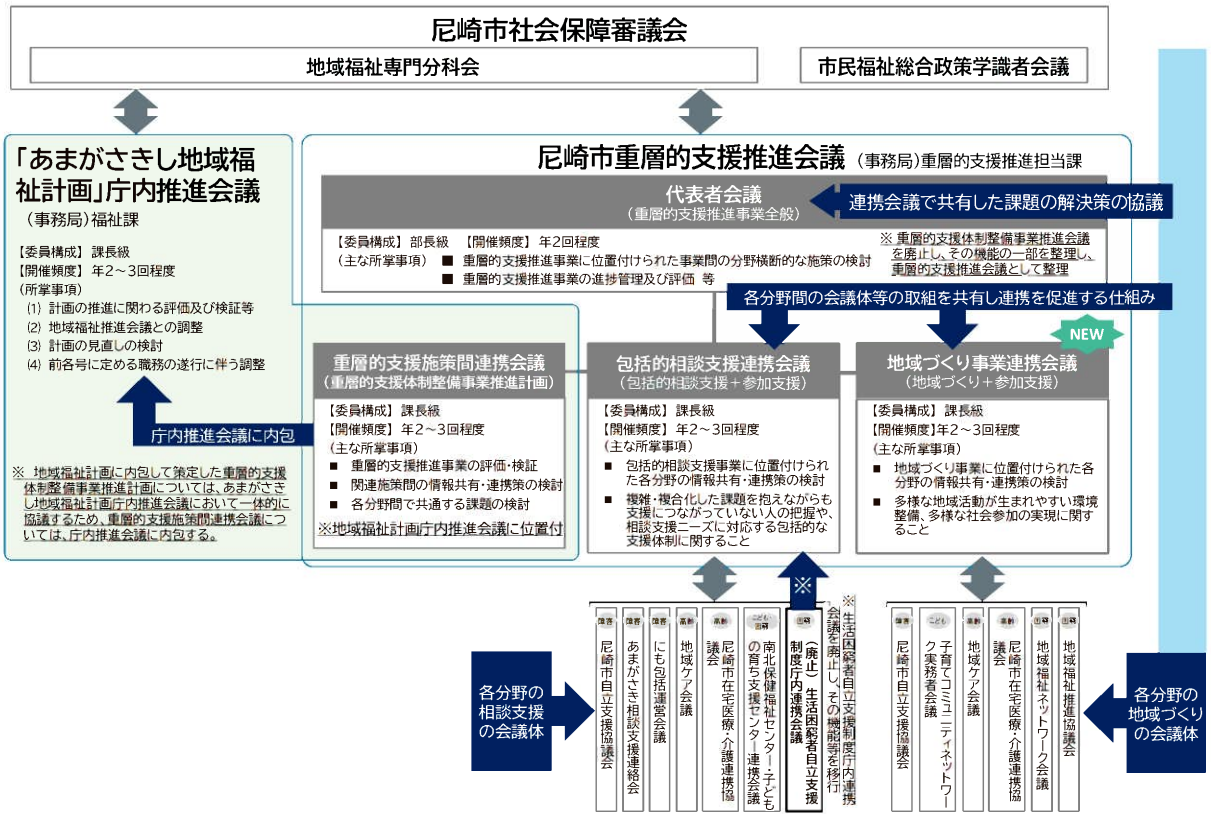 尼崎市社会保障審議会
地域福祉専門分科会
市民福祉総合政策学識者会議
「あまがさきし地域福
祉計画」庁内推進会議
(事務局)福祉課
【委員構成】課長級
【開催頻度】年2~3回程度
(所掌事項)
(1) 計画の推進に関わる評価及び検証等
(2) 地域福祉推進会議との調整
(3) 計画の見直しの検討
(4) 前各号に定める職務の遂行に伴う調整
庁内推進会議に内包
※ 地域福祉計画に内包して策定した重層的支援
体制整備事業推進計画については、あまがさき
し地域福祉計画庁内推進会議において一体的に
協議するため、重層的支援施策間連携会議につ
いては、庁内推進会議に内包する。
尼崎市重層的支援推進会議 (事務局)重層的支援推進担当課
代表者会議
(重層的支援推進事業全般)
連携会議で共有した課題の解決策の協議
【委員構成】部長級 【開催頻度】年2回程度
(主な所掌事項) ■ 重層的支援推進事業に位置付けられた事業間の分野横断的な施策の検討
■ 重層的支援推進事業の進捗管理及び評価 等
※ 重層的支援体制整備事業推進会議
を廃止し、その機能の一部を整理し、
重層的支援推進会議として整理
各分野間の会議体等の取組を共有し連携を促進する仕組み
NEW
重層的支援施策間連携会議
(重層的支援体制整備事業推進計画)
【委員構成】課長級
【開催頻度】年2~3回程度
(主な所掌事項)
■ 重層的支援推進事業の評価・検証
■ 関連施策間の情報共有・連携策の検討
■ 各分野間で共通する課題の検討
※地域福祉計画庁内推進会議に位置付
包括的相談支援連携会議
(包括的相談支援+参加支援)
【委員構成】課長級
【開催頻度】年2~3回程度
(主な所掌事項)
■ 包括的相談支援事業に位置付けられ
た各分野の情報共有・連携策の検討
■ 複雑・複合化した課題を抱えながらも
支援につながっていない人の把握や、
相談支援ニーズに対応する包括的な
支援体制に関すること
地域づくり事業連携会議
(地域づくり+参加支援)
【委員構成】課長級
【開催頻度】年2~3回程度
(主な所掌事項)
■ 地域づくり事業に位置付けられた各
分野の情報共有・連携策の検討
■ 多様な地域活動が生まれやすい環境
整備、多様な社会参加の実現に関す
ること
各分野の
相談支援
の会議体
障害
尼崎市自立支援協議会
障害
あまがさき相談支援連絡会
障害
にも包括運営会議
高齢
地域ケア会議
高齢
尼崎市在宅医療・介護連携協
議会
こども
困窮
南北保健福祉センター・子ども
の育ち支援センター連携会議
困窮
(廃止)生活困窮者自立支援
制度庁内連携会議
※
※ 生活困窮者自立支援制度庁内連携
会議を廃止し、その機能等を移行
障害
尼崎市自立支援協議会
こども
子育てコミュニティネットワー
ク実務者会議
高齢
地域ケア会議
高齢
尼崎市在宅医療・介護連携協
議会
困窮
地域福祉ネットワーク会議
困窮
地域福祉推進協議会
各分野の
地域づくり
の会議体